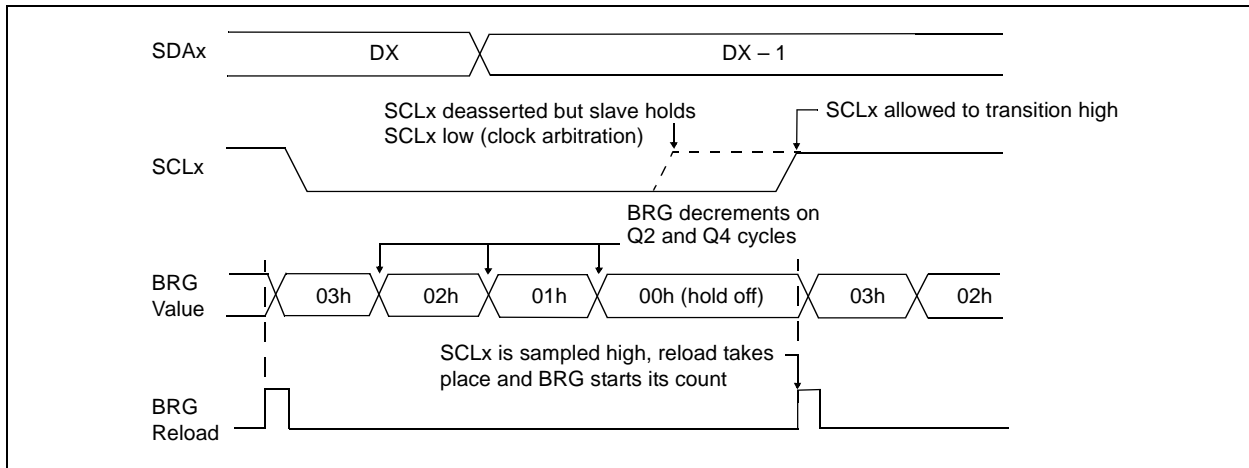 SDAx
DX
DX – 1
SCLx deasserted but slave holds
SCLx low (clock arbitration)
SCLx allowed to transition high
SCLx
BRG decrements on
Q2 and Q4 cycles
BRG
Value
03h
02h
01h
00h (hold off)
03h
02h
SCLx is sampled high, reload takes
place and BRG starts its count
BRG
Reload